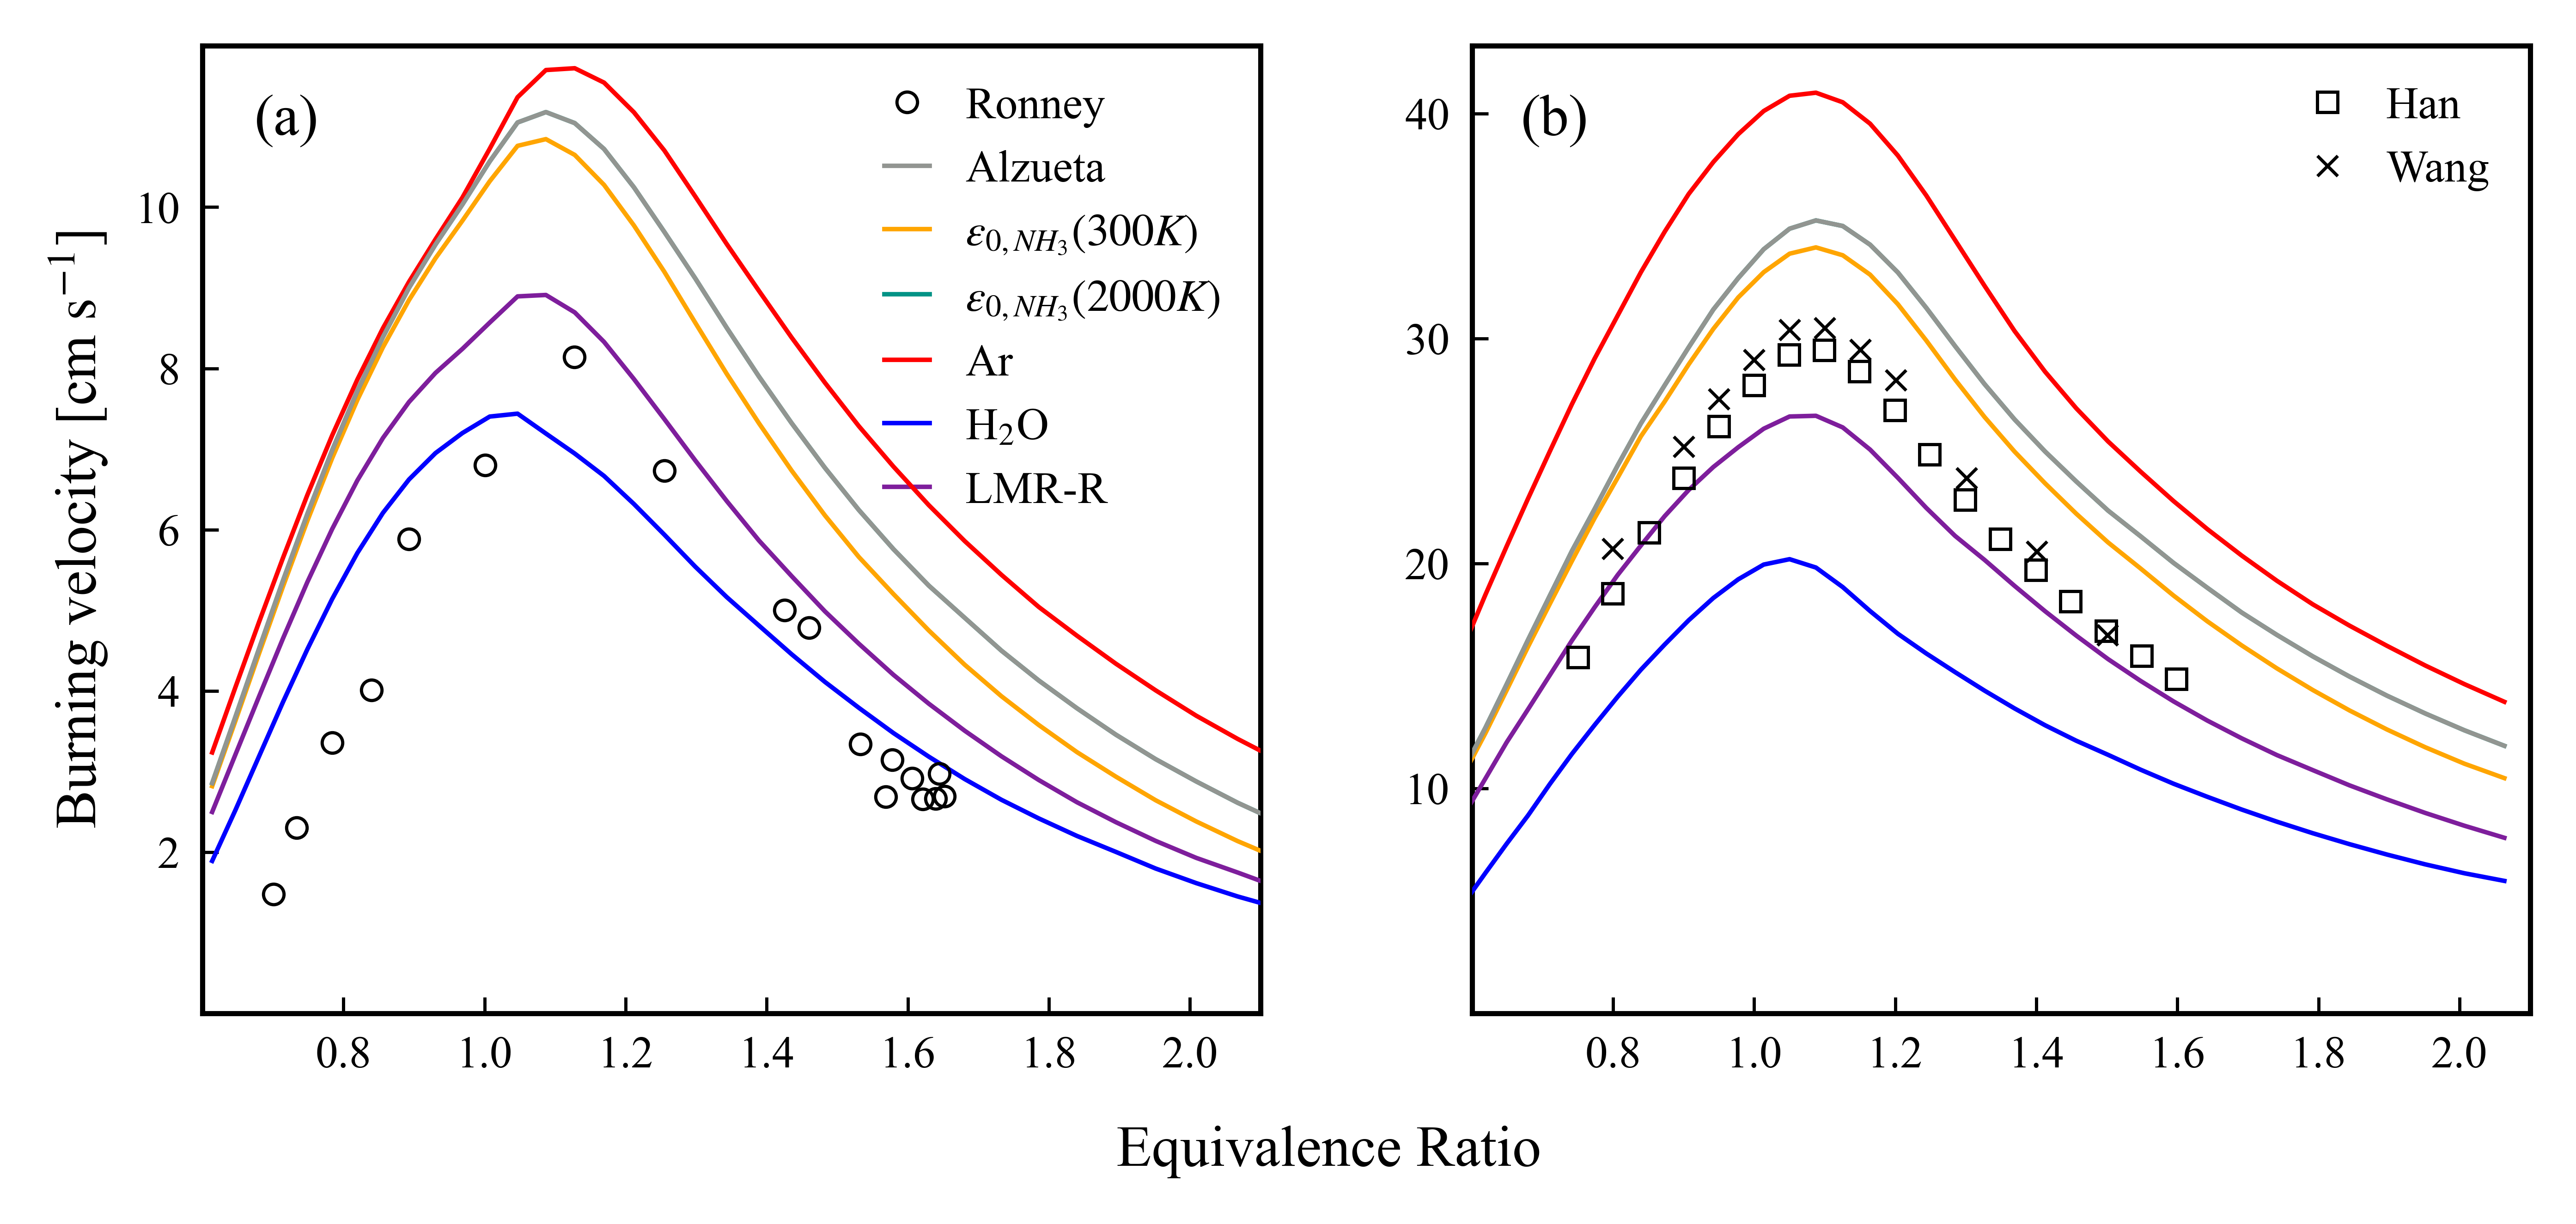 (a)
Ronney
Alzueta
ε0, NH3(300K)
ε0, NH3(2000K)
Ar
H2O
LMR-R
10
8
6
4
2
0.8 1.0 1.2 1.4 1.6 1.8 2.0
Burning velocity [cm s−1]
(b)
Han
Wang
40
30
20
10
0.8 1.0 1.2 1.4 1.6 1.8 2.0
Equivalence Ratio